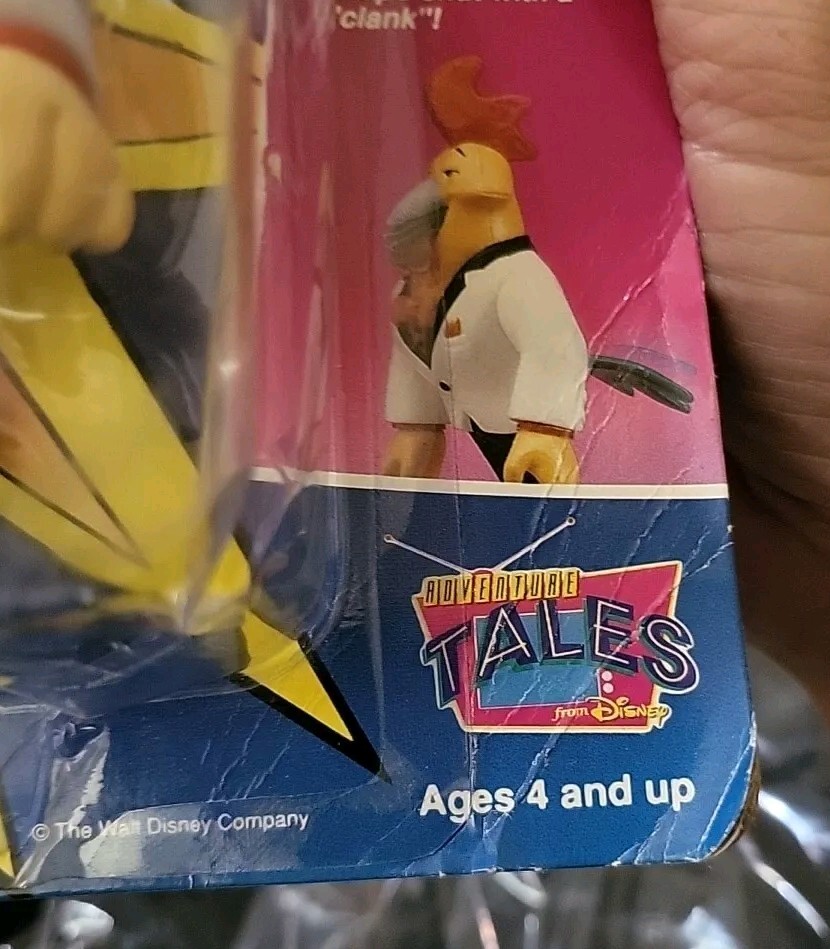 "clank"!
ADVENTURE
TALES
from Disney
Ages 4 and up
© The Walt Disney Company